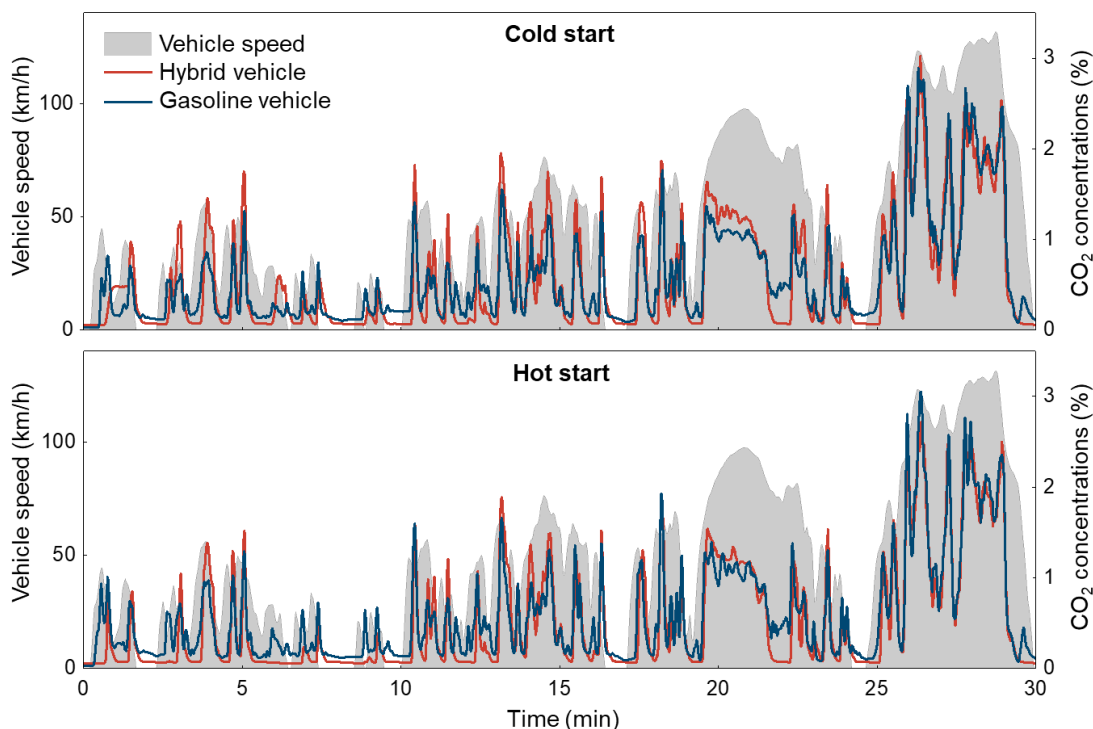 Cold start
Vehicle speed
Hybrid vehicle
Gasoline vehicle
Vehicle speed (km/h)
100
50
0
CO₂ concentrations (%)
3
2
1
0
Hot start
Vehicle speed (km/h)
100
50
0
CO₂ concentrations (%)
3
2
1
0
0 5 10 15 20 25 30
Time (min)